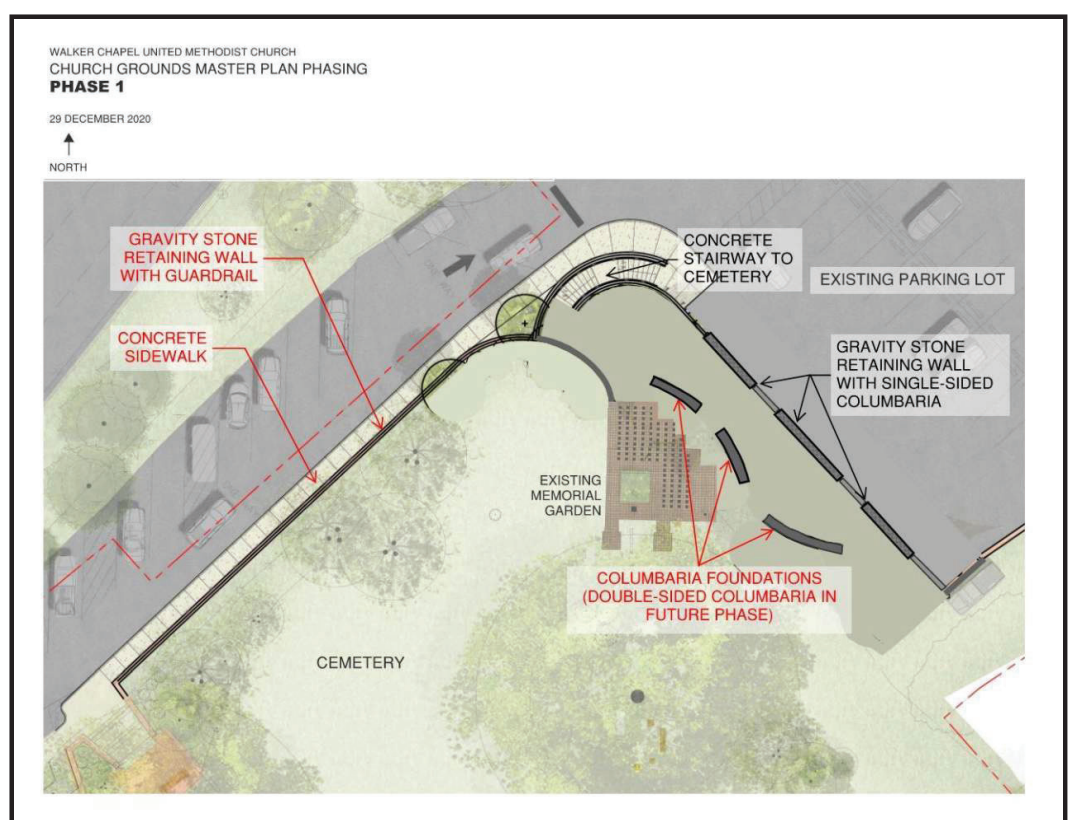 WALKER CHAPEL UNITED METHODIST CHURCH
CHURCH GROUNDS MASTER PLAN PHASING
PHASE 1
29 DECEMBER 2020
NORTH
GRAVITY STONE
RETAINING WALL
WITH GUARDRAIL
CONCRETE
STAIRWAY TO
CEMETERY
EXISTING PARKING LOT
CONCRETE
SIDEWALK
GRAVITY STONE
RETAINING WALL
WITH SINGLE-SIDED
COLUMBARIA
EXISTING
MEMORIAL
GARDEN
COLUMBARIA FOUNDATIONS
(DOUBLE-SIDED COLUMBARIA IN
FUTURE PHASE)
CEMETERY